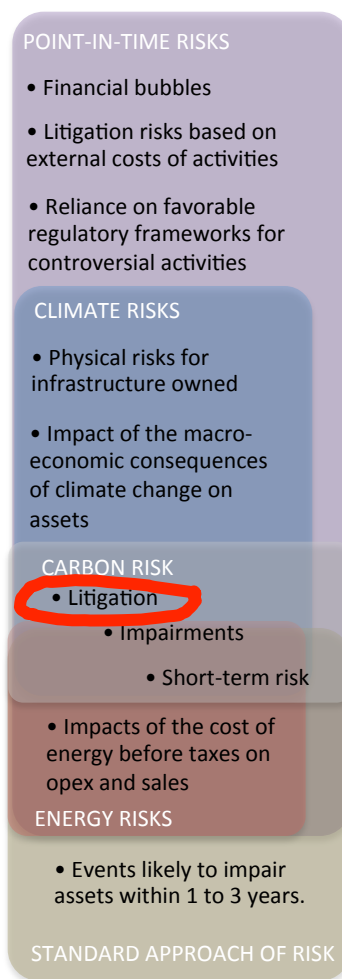 POINT-IN-TIME RISKS
• Financial bubbles
• Litigation risks based on
external costs of activities
• Reliance on favorable
regulatory frameworks for
controversial activities
CLIMATE RISKS
• Physical risks for
infrastructure owned
• Impact of the macro-
economic consequences
of climate change on
assets
CARBON RISK
• Litigation
• Impairments
• Short-term risk
• Impacts of the cost of
energy before taxes on
opex and sales
ENERGY RISKS
• Events likely to impair
assets within 1 to 3 years.
STANDARD APPROACH OF RISK